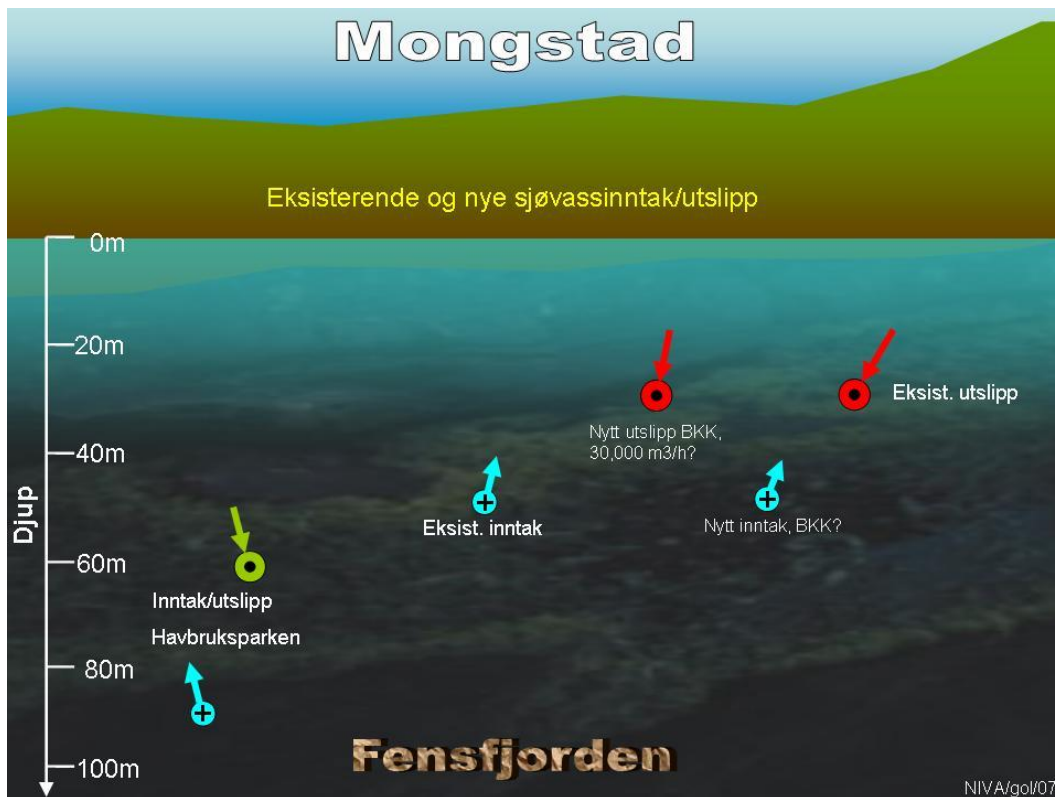 Mongstad
Eksisterende og nye sjøvassinntak/utslipp
0m
20m
Eksist. utslipp
Nytt utslipp BKK,
30,000 m3/h?
40m
Djup
Eksist. inntak
Nytt inntak, BKK?
60m
Inntak/utslipp
Havbruksparken
80m
Fensfjorden
100m
NIVA/gol/07